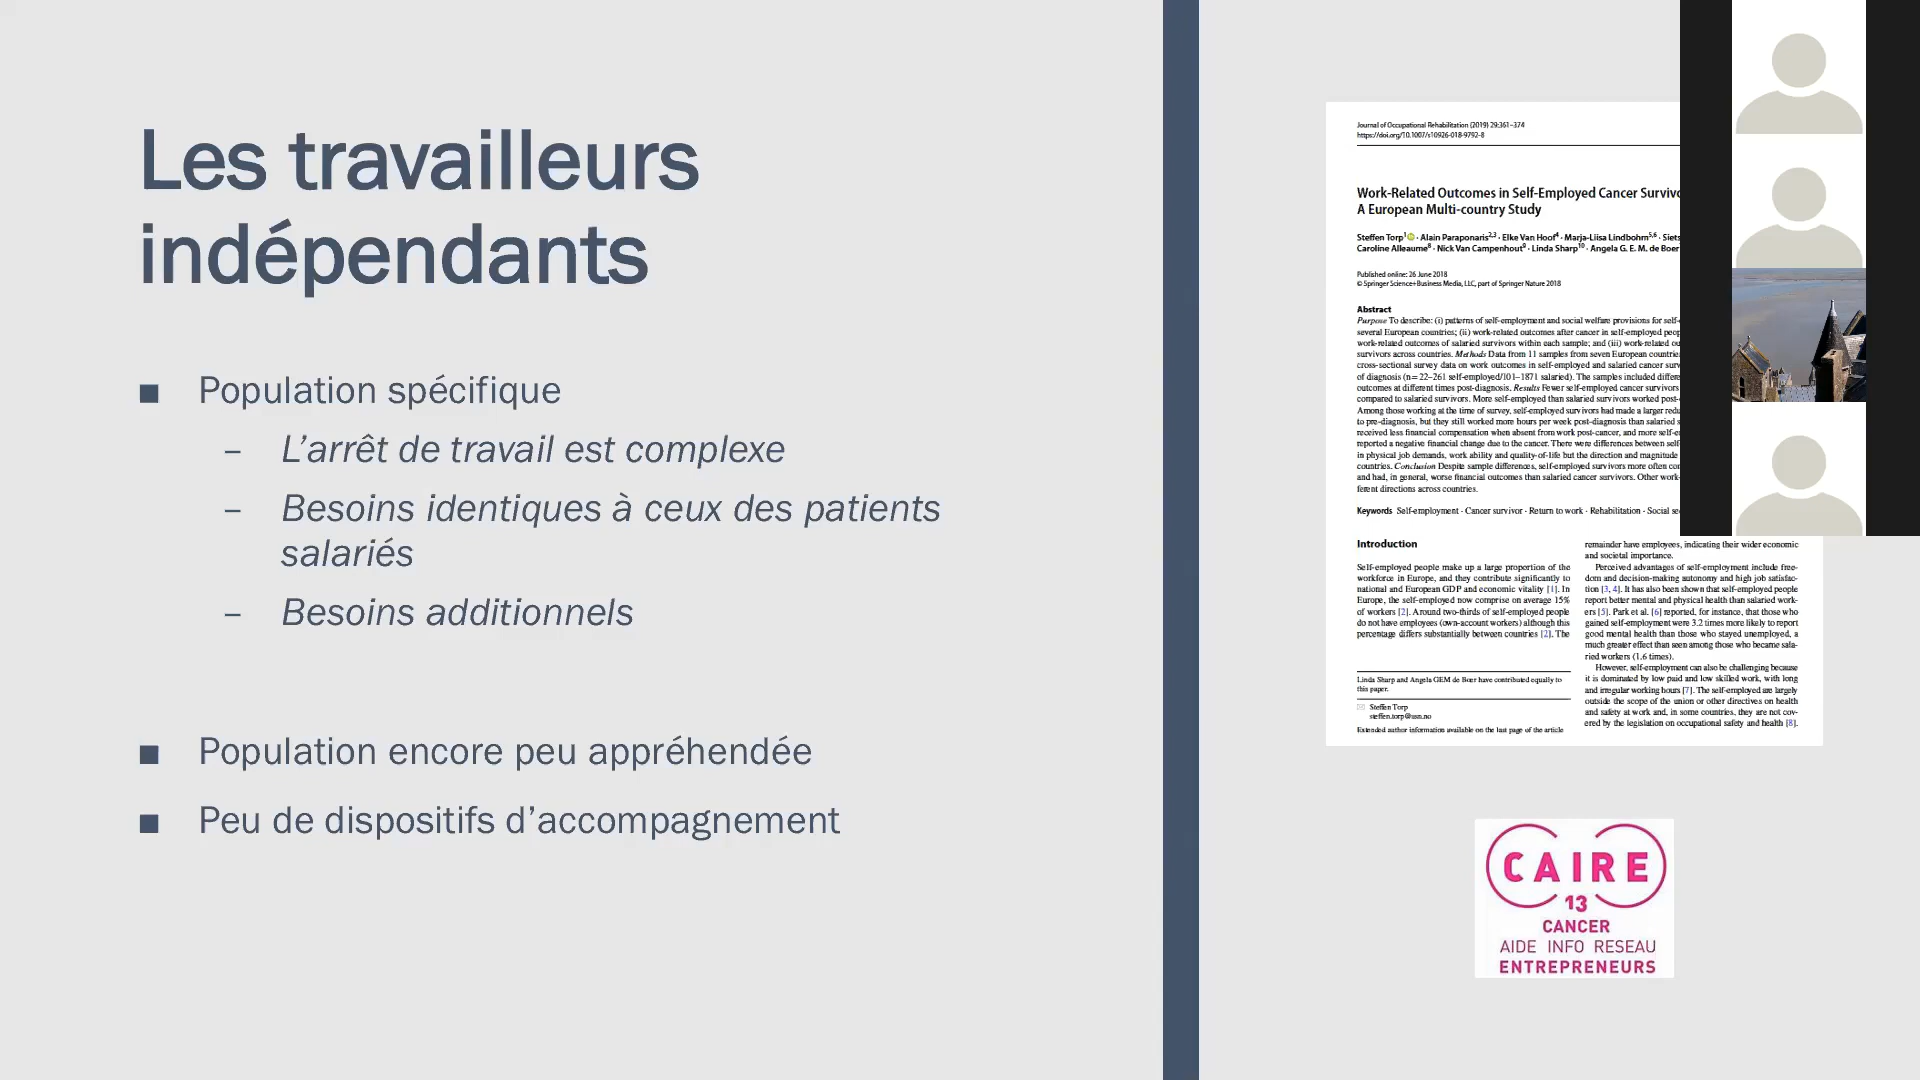 Les travailleurs
indépendants
■ Population spécifique
– L’arrêt de travail est complexe
– Besoins identiques à ceux des patients
salariés
– Besoins additionnels
■ Population encore peu appréhendée
■ Peu de dispositifs d’accompagnement
Journal of Occupational Rehabilitation (2019) 29:361–374
https://doi.org/10.1007/s10926-018-9792-8
Work-Related Outcomes in Self-Employed Cancer
A European Multi-country Study
Steffen Torp1 · Alain Paraponaris2,3 · Elke Van Hoof4 · Marja-Liisa Lindbohm5,6 ·
Caroline Alleaume8 · Nick Van Campenhout9 · Linda Sharp10 · Angela G. E. M. de Boer
Published online: 26 June 2018
© Springer Science+Business Media, LLC, part of Springer Nature 2018
Abstract
Purpose To describe: (i) patterns of self-employment and social welfare provisions for
several European countries; (ii) work-related outcomes after cancer in self-employed
work-related outcomes of salaried survivors within each sample; and (iii) work-related
survivors across countries. Methods Data from 11 samples from seven European
cross-sectional survey data on work outcomes in self-employed and salaried cancer
of diagnosis (n=22–261 self-employed/101–1871 salaried). The samples included
outcomes at different times post-diagnosis. Results Fewer self-employed cancer survivors
compared to salaried survivors. More self-employed than salaried survivors worked
Among those working at the time of survey, self-employed survivors had made a larger
to pre-diagnosis, but they still worked more hours per week post-diagnosis than salaried
received less financial compensation when absent from work post-cancer, and more
reported a negative financial change due to the cancer. There were differences between
in physical job demands, work ability and quality-of-life but the direction and magnitude
countries. Conclusion Despite sample differences, self-employed survivors more often
and had, in general, worse financial outcomes than salaried cancer survivors. Other
ferent directions across countries.
Keywords Self-employment · Cancer survivor · Return to work · Rehabilitation · Social
Introduction
Self-employed people make up a large proportion of the
workforce in Europe, and they contribute significantly to
national and European GDP and economic vitality [1]. In
Europe, the self-employed now comprise on average 15%
of workers [2]. Around two-thirds of self-employed people
do not have employees (own-account workers) although this
percentage differs substantially between countries [2]. The
Linda Sharp and Angela GEM de Boer have contributed equally to
this paper.
Steffen Torp
steffen.torp@usn.no
Extended author information available on the last page of the article
remainder have employees, indicating their wider economic
and societal importance.
Perceived advantages of self-employment include free-
dom and decision-making autonomy and high job satisfac-
tion [3, 4]. It has also been shown that self-employed people
report better mental and physical health than salaried work-
ers [5]. Park et al. [6] reported, for instance, that those who
gained self-employment were 3.2 times more likely to report
good mental health than those who stayed unemployed, a
much greater effect than seen among those who became sala-
ried workers (1.6 times).
However, self-employment can also be challenging because
it is dominated by low paid and low skilled work, with long
and irregular working hours [7]. The self-employed are largely
outside the scope of the union or other directives on health
and safety at work and, in some countries, they are not cov-
ered by the legislation on occupational safety and health [8].
CAIRE
13
CANCER
AIDE INFO RESEAU
ENTREPRENEURS